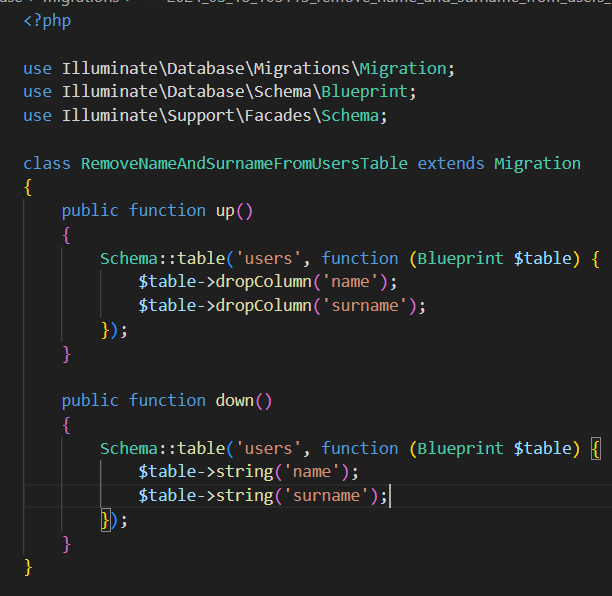 <?php
use Illuminate\Database\Migrations\Migration;
use Illuminate\Database\Schema\Blueprint;
use Illuminate\Support\Facades\Schema;
class RemoveNameAndSurnameFromUsersTable extends Migration
{
    public function up()
    {
        Schema::table('users', function (Blueprint $table) {
            $table->dropColumn('name');
            $table->dropColumn('surname');
        });
    }
    public function down()
    {
        Schema::table('users', function (Blueprint $table) {
            $table->string('name');
            $table->string('surname');
        });
    }
}